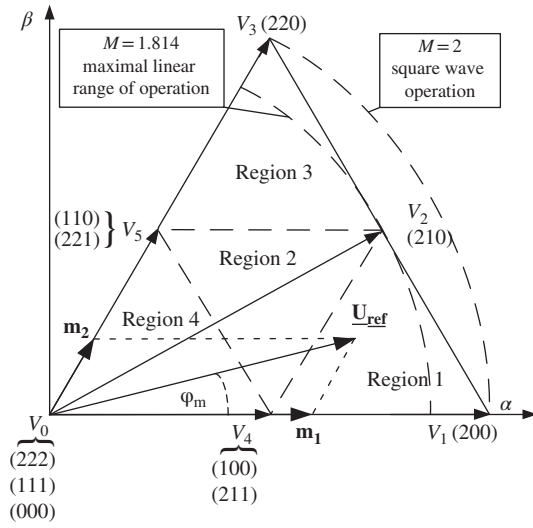 β
V3 (220)
M = 1.814
maximal linear
range of operation
M = 2
square wave
operation
Region 3
(110)
(221)
} V5
V2
(210)
Region 2
m2
Region 4
Uref
φm
Region 1
α
V0
V4
m1
V1 (200)
(222)
(111)
(000)
(100)
(211)